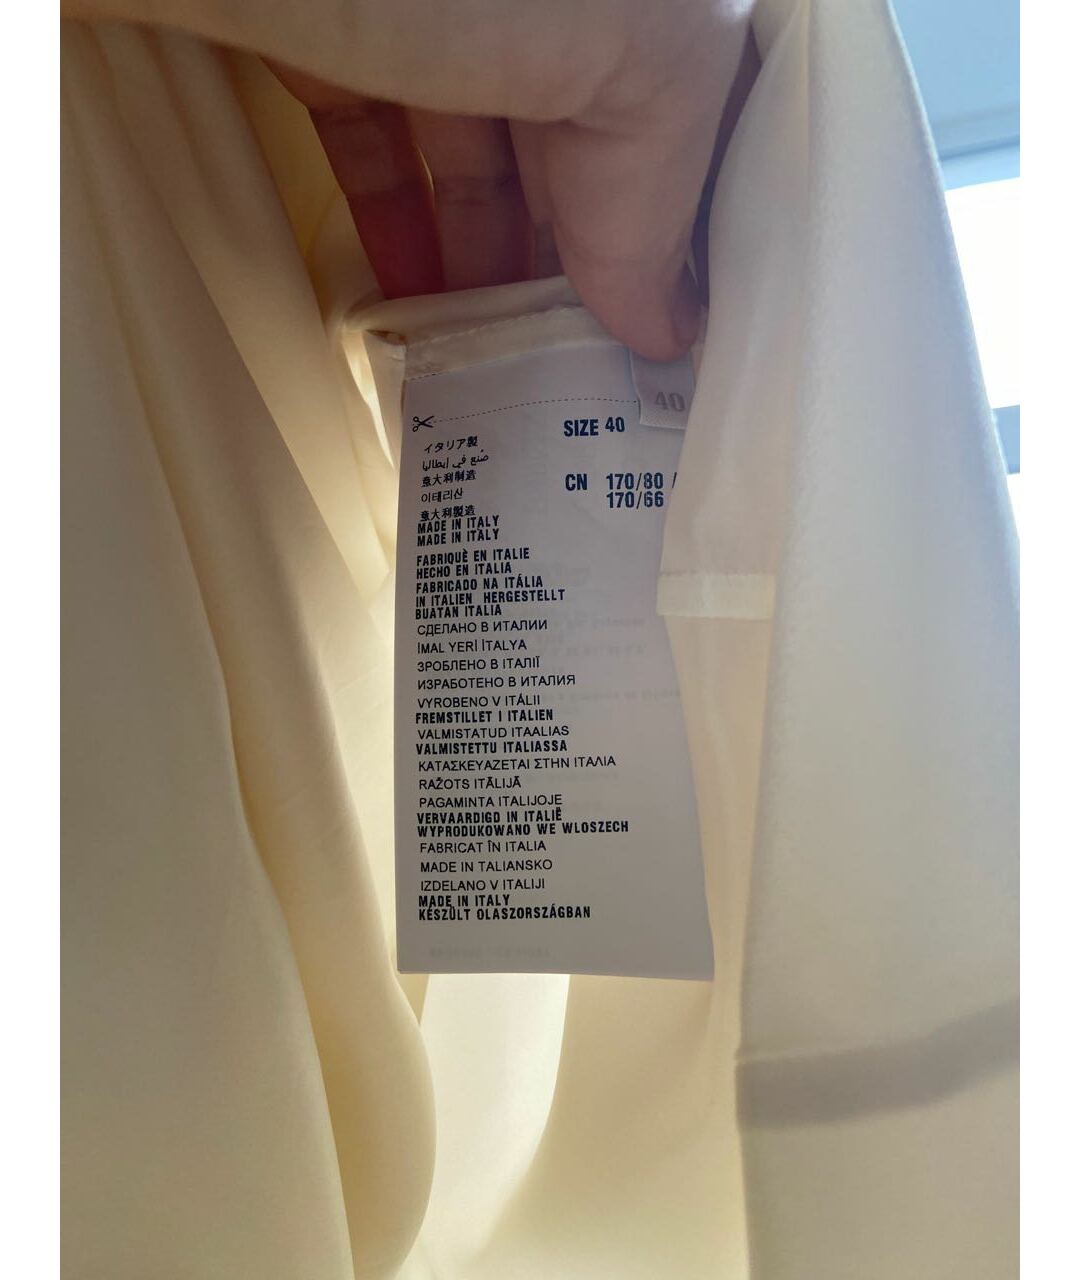 40
SIZE 40
CN 170/80 /
170/66
イタリア製
صُنع في إيطاليا
意大利制造
이태리산
意大利製造
MADE IN ITALY
MADE IN ITALY
FABRIQUÈ EN ITALIE
HECHO EN ITALIA
FABRICADO NA ITÁLIA
IN ITALIEN HERGESTELLT
BUATAN ITALIA
СДЕЛАНО В ИТАЛИИ
İMAL YERİ İTALYA
ЗРОБЛЕНО В ІТАЛІЇ
ИЗРАБОТЕНО В ИТАЛИЯ
VYROBENO V ITÁLII
FREMSTILLET I ITALIEN
VALMISTATUD ITAALIAS
VALMISTETTU ITALIASSA
ΚΑΤΑΣΚΕΥΑΖΕΤΑΙ ΣΤΗΝ ΙΤΑΛΙΑ
RAŽOTS ITĀLIJĀ
PAGAMINTA ITALIJOJE
VERVAARDIGD IN ITALIË
WYPRODUKOWANO WE WLOSZECH
FABRICAT ÎN ITALIA
MADE IN TALIANSKO
IZDELANO V ITALIJI
MADE IN ITALY
KÉSZÜLT OLASZORSZÁGBAN